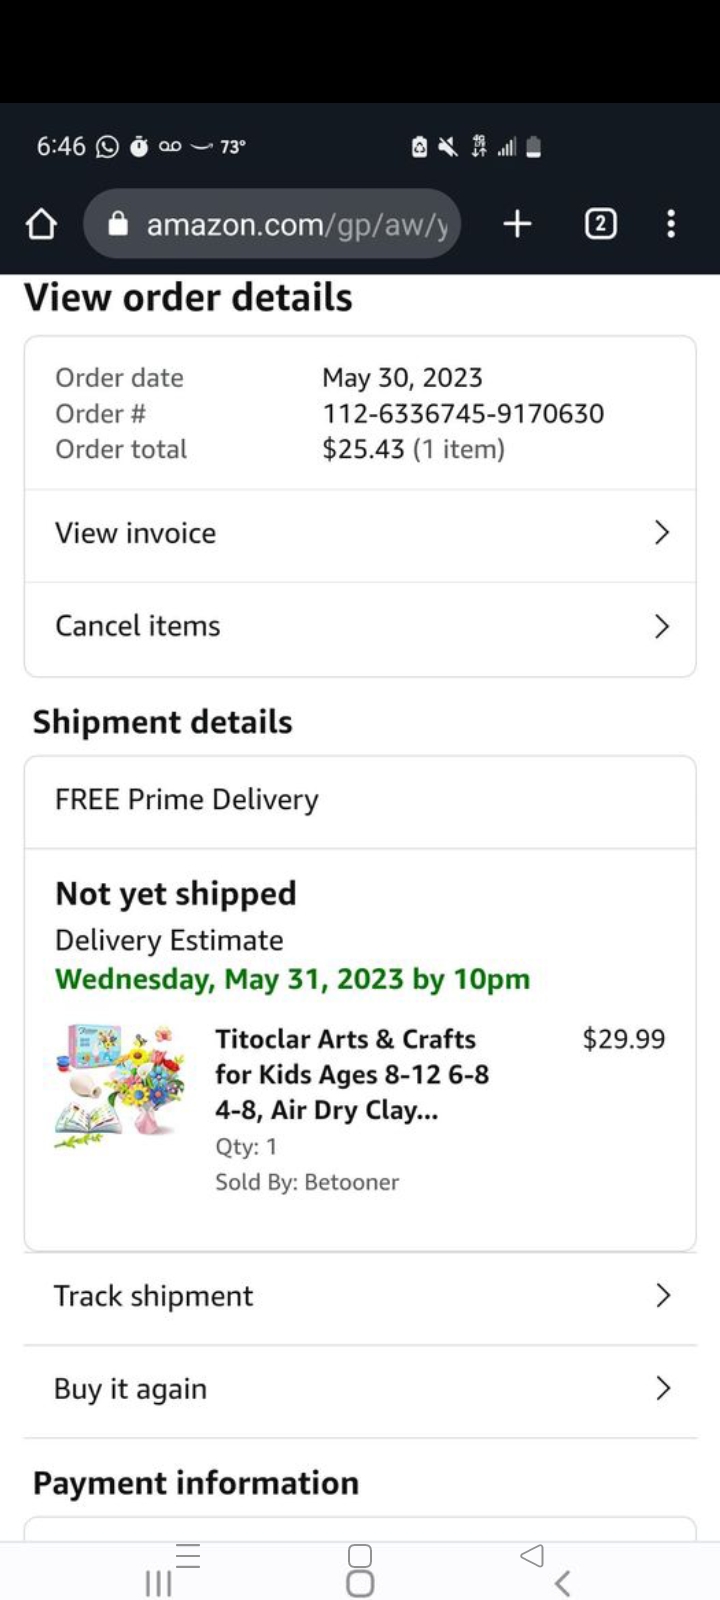 6:46 73°
amazon.com/gp/aw/y
2
View order details
Order date May 30, 2023
Order # 112-6336745-9170630
Order total $25.43 (1 item)
View invoice
Cancel items
Shipment details
FREE Prime Delivery
Not yet shipped
Delivery Estimate
Wednesday, May 31, 2023 by 10pm
Titoclar Arts & Crafts $29.99
for Kids Ages 8-12 6-8
4-8, Air Dry Clay...
Qty: 1
Sold By: Betooner
Track shipment
Buy it again
Payment information